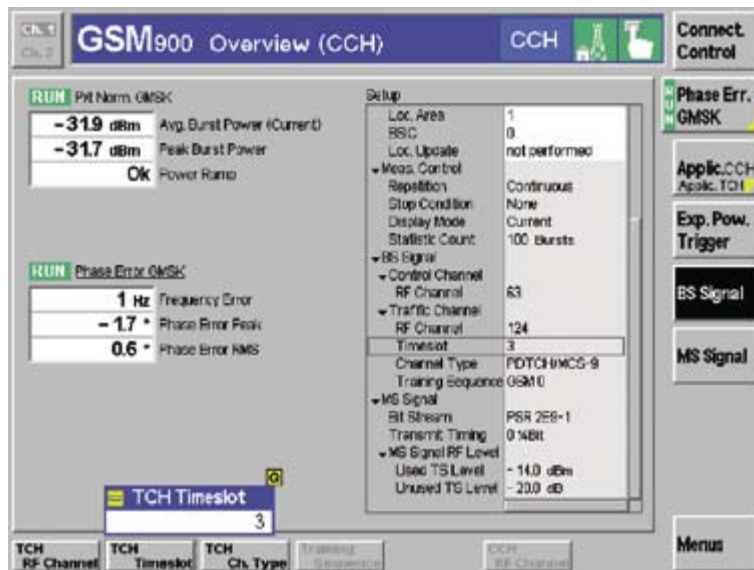 Ch. 1
Ch. 2
GSM900 Overview (CCH)
CCH
Connect.
Control
RUN P/t Norm. GMSK
-31.9 dBm Avg. Burst Power (Current)
-31.7 dBm Peak Burst Power
Ok Power Ramp
RUN Phase Error GMSK
1 Hz Frequency Error
-1.7 ° Phase Error Peak
0.6 ° Phase Error RMS
Setup
Loc. Area 1
BSIC 0
Loc. Update not performed
Meas. Control
Repetition Continuous
Stop Condition None
Display Mode Current
Statistic Count 100 Bursts
BS Signal
Control Channel
RF Channel 63
Traffic Channel
RF Channel 124
Timeslot 3
Channel Type PDTCH/MCS-9
Training Sequence GSM 0
MS Signal
Bit Stream PSR 2E9-1
Transmit Timing 0 ¼Bit
MS Signal RF Level
Used TS Level -14.0 dBm
Unused TS Level -20.0 dB
RUN
Phase Err.
GMSK
Applic.CCH
Applic. TCH
Exp. Pow.
Trigger
BS Signal
MS Signal
Menus
G
TCH Timeslot
3
TCH
RF Channel
TCH
Timeslot
TCH
Ch. Type
Training
Sequence
CCH
RF Channel